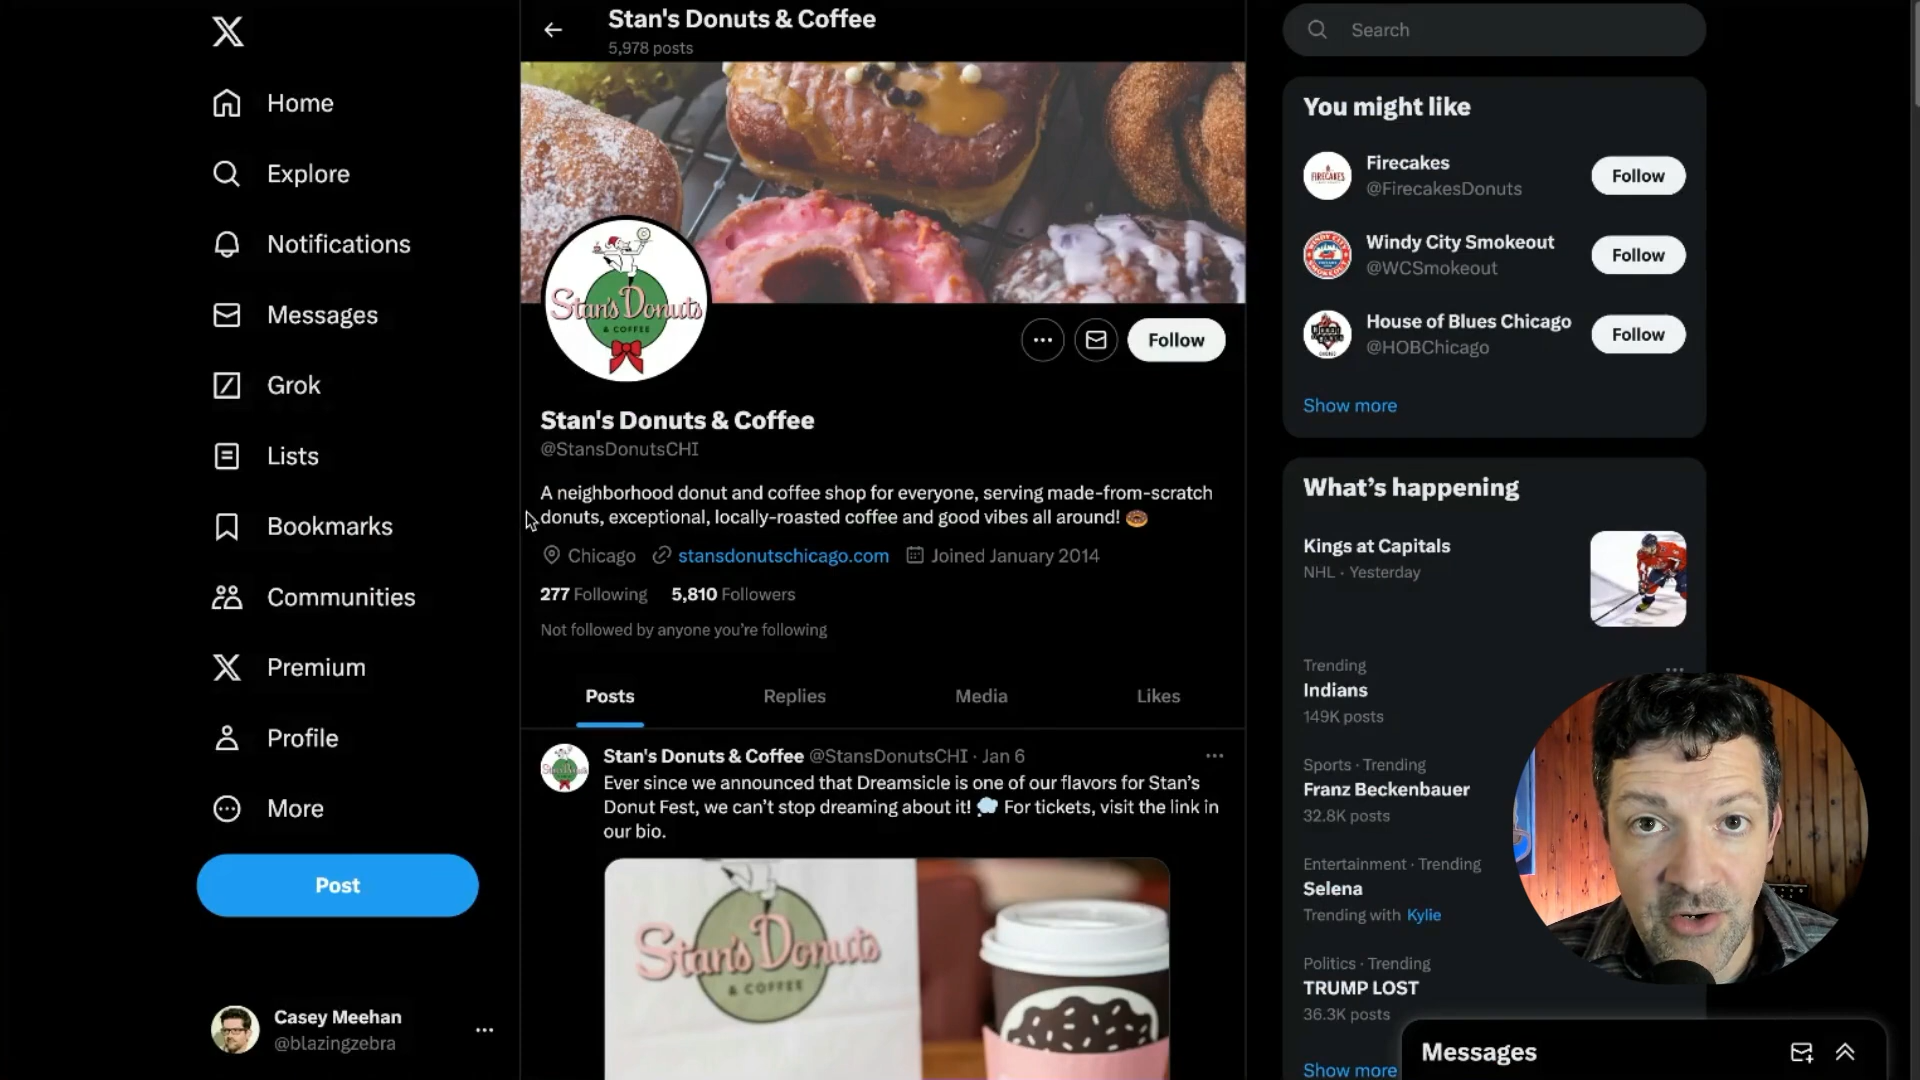 Home
Explore
Notifications
Messages
Grok
Lists
Bookmarks
Communities
Premium
Profile
More
Post
Casey Meehan
@blazingzebra
Stan's Donuts & Coffee
5,978 posts
Stan's Donuts
& COFFEE
Follow
Stan's Donuts & Coffee
@StansDonutsCHI
A neighborhood donut and coffee shop for everyone, serving made-from-scratch
donuts, exceptional, locally-roasted coffee and good vibes all around! 🍩
Chicago stansdonutschicago.com Joined January 2014
277 Following 5,810 Followers
Not followed by anyone you're following
Posts Replies Media Likes
Stan's Donuts & Coffee @StansDonutsCHI · Jan 6
Ever since we announced that Dreamsicle is one of our flavors for Stan's
Donut Fest, we can't stop dreaming about it! 💭 For tickets, visit the link in
our bio.
Stan's Donuts
& COFFEE
Search
You might like
FIRECAKES
Firecakes
@FirecakesDonuts
Follow
WINDY CITY
SMOKEOUT
Windy City Smokeout
@WCSmokeout
Follow
House of Blues Chicago
@HOBChicago
Follow
Show more
What's happening
Kings at Capitals
NHL · Yesterday
Trending
Indians
149K posts
Sports · Trending
Franz Beckenbauer
32.8K posts
Entertainment · Trending
Selena
Trending with Kylie
Politics · Trending
TRUMP LOST
36.3K posts
Show more
Messages